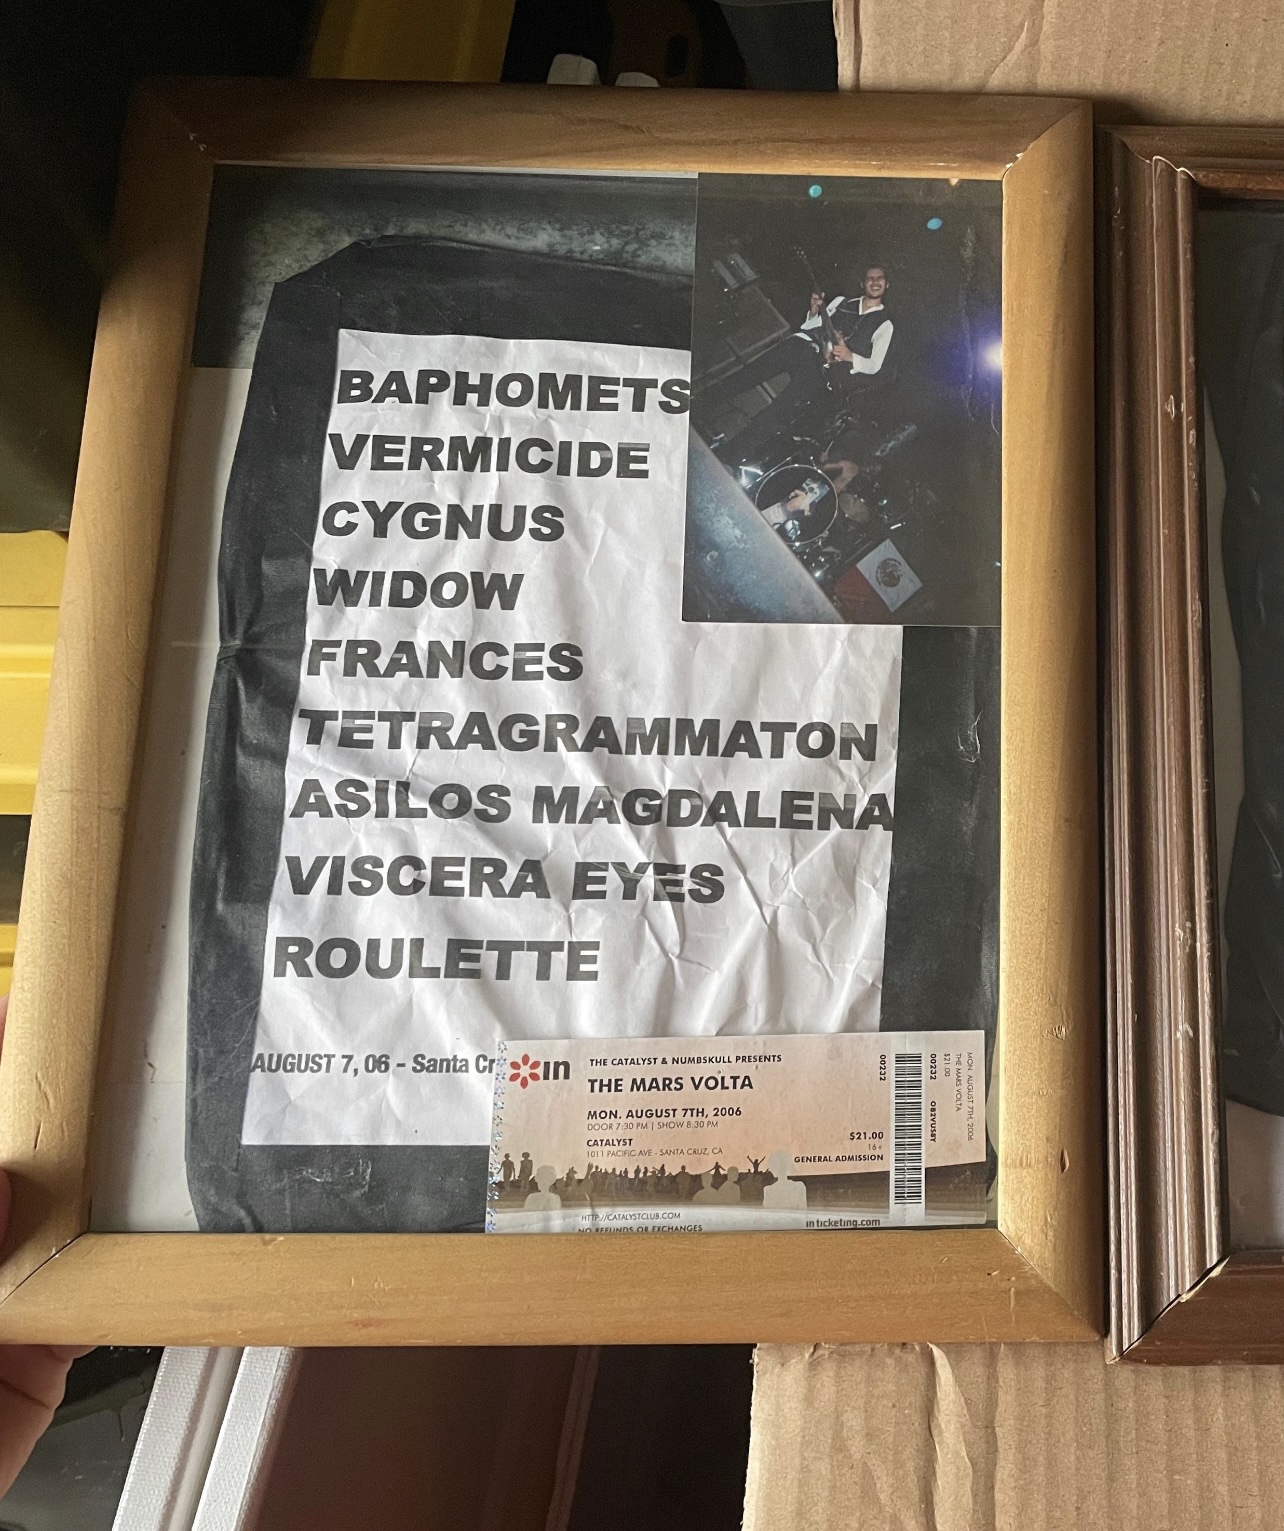 BAPHOMETS
VERMICIDE
CYGNUS
WIDOW
FRANCES
TETRAGRAMMATON
ASILOS MAGDALENA
VISCERA EYES
ROULETTE
AUGUST 7, 06 - Santa Cr
in
THE CATALYST & NUMBSKULL PRESENTS
THE MARS VOLTA
MON. AUGUST 7TH, 2006
DOOR 7:30 PM | SHOW 8:30 PM
CATALYST
1011 PACIFIC AVE - SANTA CRUZ, CA
$21.00
16+
GENERAL ADMISSION
HTTP://CATALYSTCLUB.COM
NO REFUNDS OR EXCHANGES
inticketing.com
00232
00232
MON. AUGUST 7TH, 2006
THE MARS VOLTA
$21.00